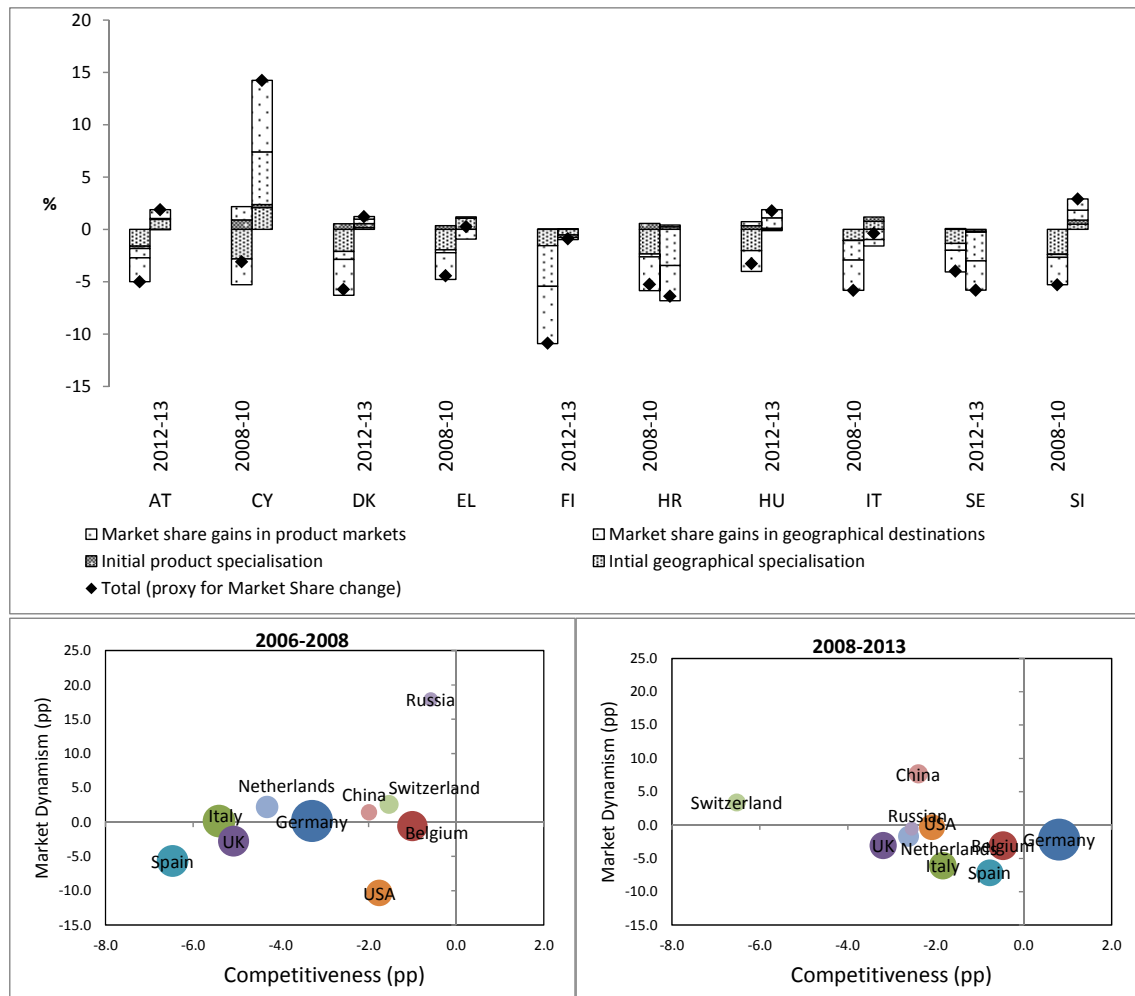 20
15
10
5
0
-5
-10
-15
%
2012-13
2008-10
2012-13
2008-10
2012-13
2008-10
2012-13
2008-10
2012-13
2008-10
AT CY DK EL FI HR HU IT SE SI
Market share gains in product markets Market share gains in geographical destinations
Initial product specialisation Intial geographical specialisation
Total (proxy for Market Share change)
2006-2008
25.0
20.0
15.0
10.0
5.0
0.0
-5.0
-10.0
-15.0
Market Dynamism (pp)
Russia
Netherlands
China
Switzerland
Italy
Germany
Belgium
UK
Spain
USA
-8.0 -6.0 -4.0 -2.0 0.0 2.0
Competitiveness (pp)
2008-2013
25.0
20.0
15.0
10.0
5.0
0.0
-5.0
-10.0
-15.0
Market Dynamism (pp)
China
Switzerland
Russian
USA
UK
Netherlands
Belgium
Germany
Italy
Spain
-8.0 -6.0 -4.0 -2.0 0.0 2.0
Competitiveness (pp)